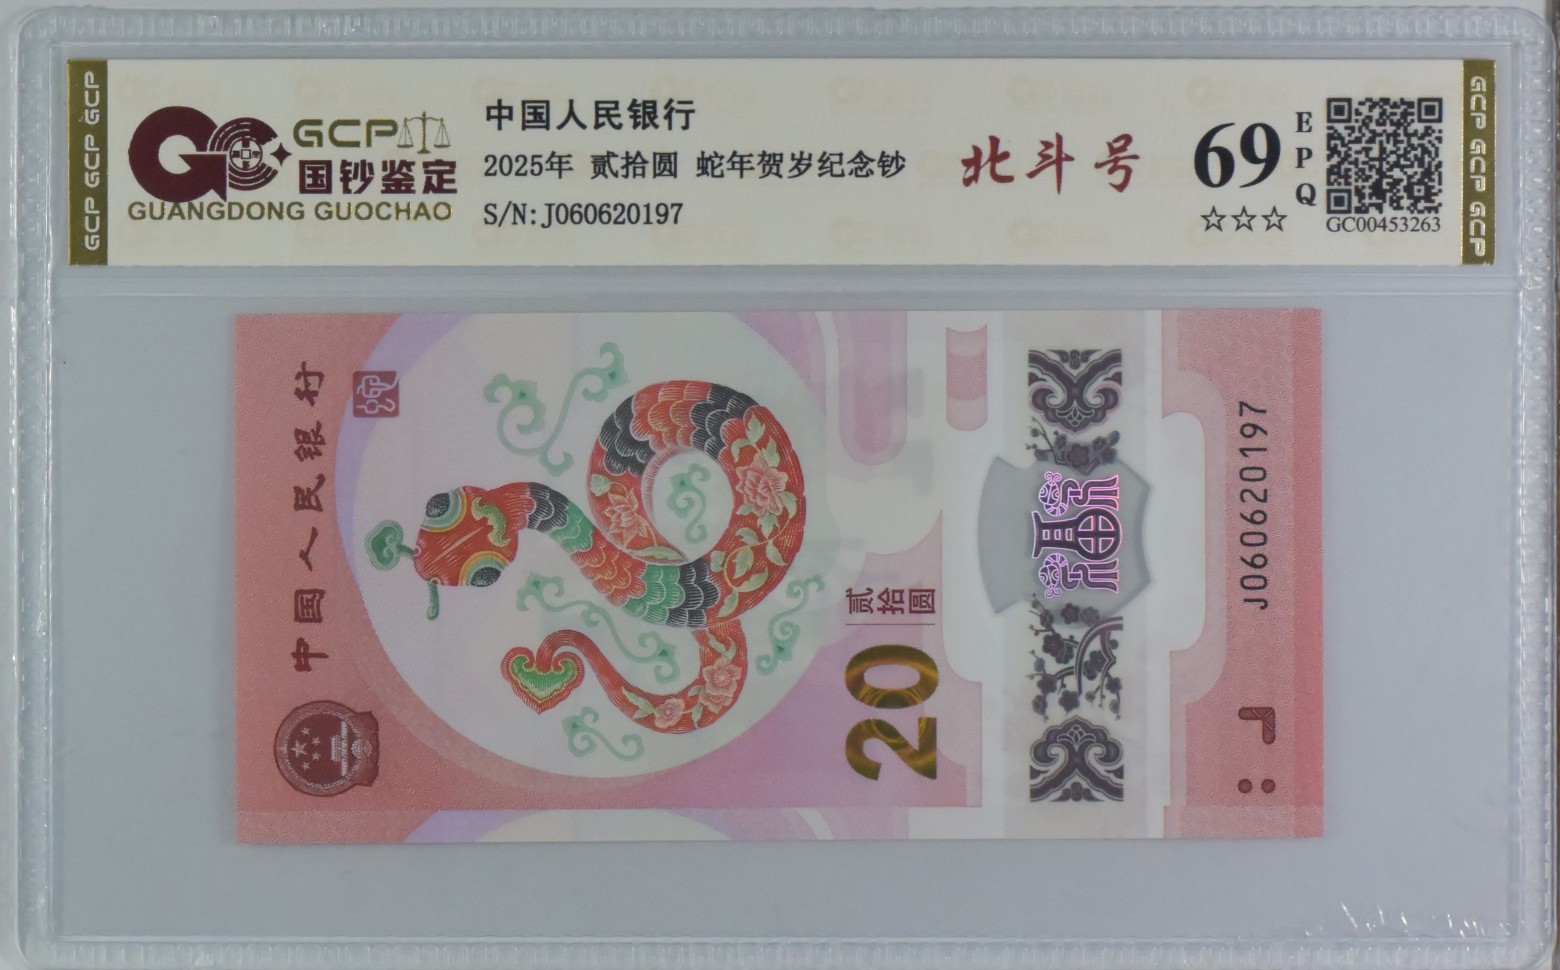 GCP GCP GCP
GCP
国钞鉴定
GUANGDONG GUOCHAO
中国人民银行
2025年 贰拾圆 蛇年贺岁纪念钞
S/N:J060620197
北斗号
69
EPQ
☆☆☆
GC00453263
GCP GCP GCP
中国人民银行
贰拾圆
20
福
J060620197